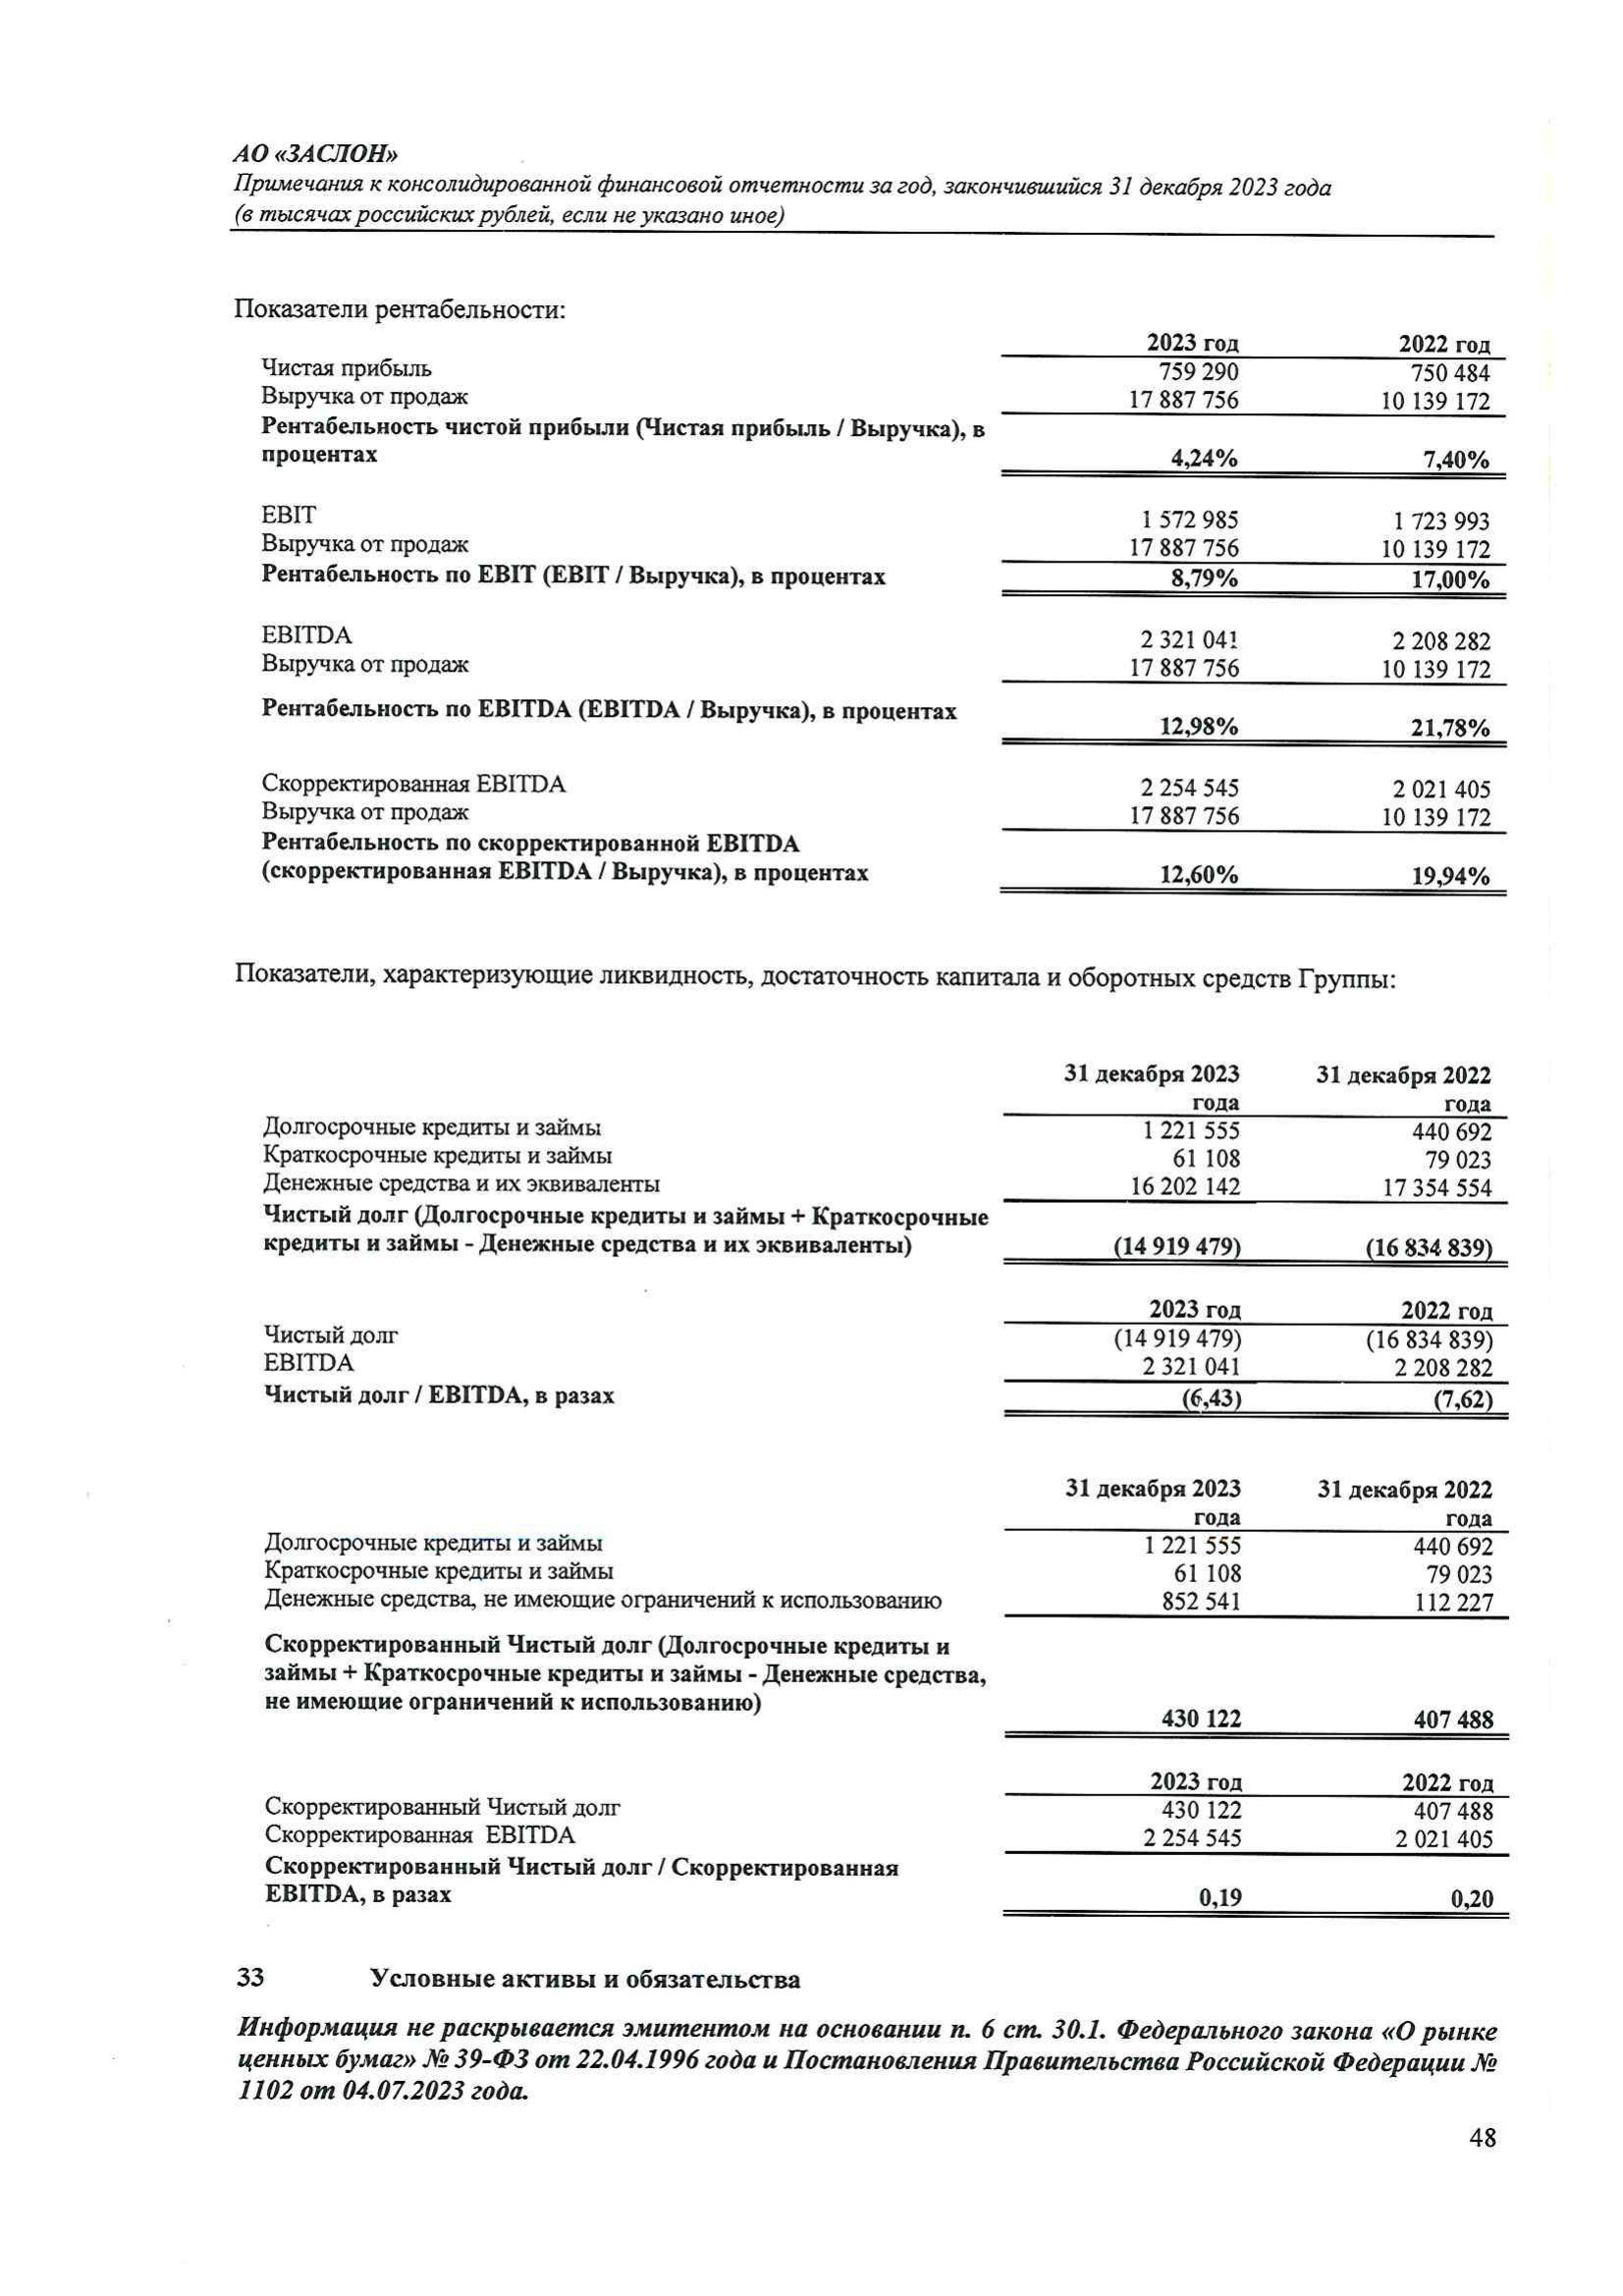 АО «ЗАСЛОН»
Примечания к консолидированной финансовой отчетности за год, закончившийся 31 декабря 2023 года
(в тысячах российских рублей, если не указано иное)
Показатели рентабельности:
2023 год 2022 год
Чистая прибыль 759 290 750 484
Выручка от продаж 17 887 756 10 139 172
Рентабельность чистой прибыли (Чистая прибыль / Выручка), в
процентах 4,24% 7,40%
EBIT 1 572 985 1 723 993
Выручка от продаж 17 887 756 10 139 172
Рентабельность по EBIT (EBIT / Выручка), в процентах 8,79% 17,00%
EBITDA 2 321 041 2 208 282
Выручка от продаж 17 887 756 10 139 172
Рентабельность по EBITDA (EBITDA / Выручка), в процентах 12,98% 21,78%
Скорректированная EBITDA 2 254 545 2 021 405
Выручка от продаж 17 887 756 10 139 172
Рентабельность по скорректированной EBITDA
(скорректированная EBITDA / Выручка), в процентах 12,60% 19,94%
Показатели, характеризующие ликвидность, достаточность капитала и оборотных средств Группы:
31 декабря 2023 31 декабря 2022
года года
Долгосрочные кредиты и займы 1 221 555 440 692
Краткосрочные кредиты и займы 61 108 79 023
Денежные средства и их эквиваленты 16 202 142 17 354 554
Чистый долг (Долгосрочные кредиты и займы + Краткосрочные
кредиты и займы - Денежные средства и их эквиваленты) (14 919 479) (16 834 839)
2023 год 2022 год
Чистый долг (14 919 479) (16 834 839)
EBITDA 2 321 041 2 208 282
Чистый долг / EBITDA, в разах (6,43) (7,62)
31 декабря 2023 31 декабря 2022
года года
Долгосрочные кредиты и займы 1 221 555 440 692
Краткосрочные кредиты и займы 61 108 79 023
Денежные средства, не имеющие ограничений к использованию 852 541 112 227
Скорректированный Чистый долг (Долгосрочные кредиты и
займы + Краткосрочные кредиты и займы - Денежные средства,
не имеющие ограничений к использованию)
430 122 407 488
2023 год 2022 год
Скорректированный Чистый долг 430 122 407 488
Скорректированная EBITDA 2 254 545 2 021 405
Скорректированный Чистый долг / Скорректированная
EBITDA, в разах 0,19 0,20
33 Условные активы и обязательства
Информация не раскрывается эмитентом на основании п. 6 ст. 30.1. Федерального закона «О рынке
ценных бумаг» № 39-ФЗ от 22.04.1996 года и Постановления Правительства Российской Федерации №
1102 от 04.07.2023 года.
48